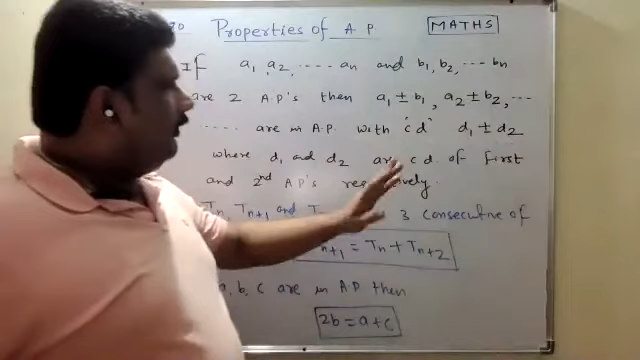 Properties of A P
MATHS
If a1, a2, ---- an and b1, b2, --- bn
are 2 A.P's then a1 ± b1, a2 ± b2, ...
..... are in A.P. with 'c d' d1 ± d2
where d1 and d2 are c d. of First
and 2nd A.P's
Tn, Tn+1 and T 3 consecutive of
n+1 = Tn + Tn+2
a, b, c are in A.P then
2b = a + c